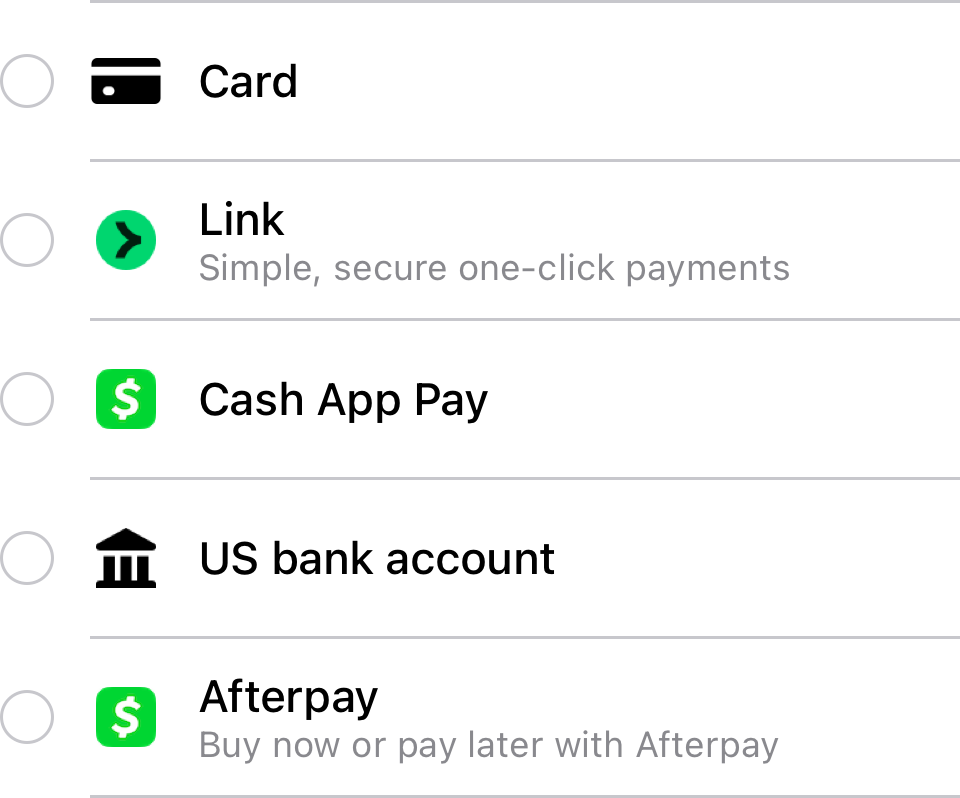 Card
Link
Simple, secure one-click payments
$
Cash App Pay
US bank account
$
Afterpay
Buy now or pay later with Afterpay